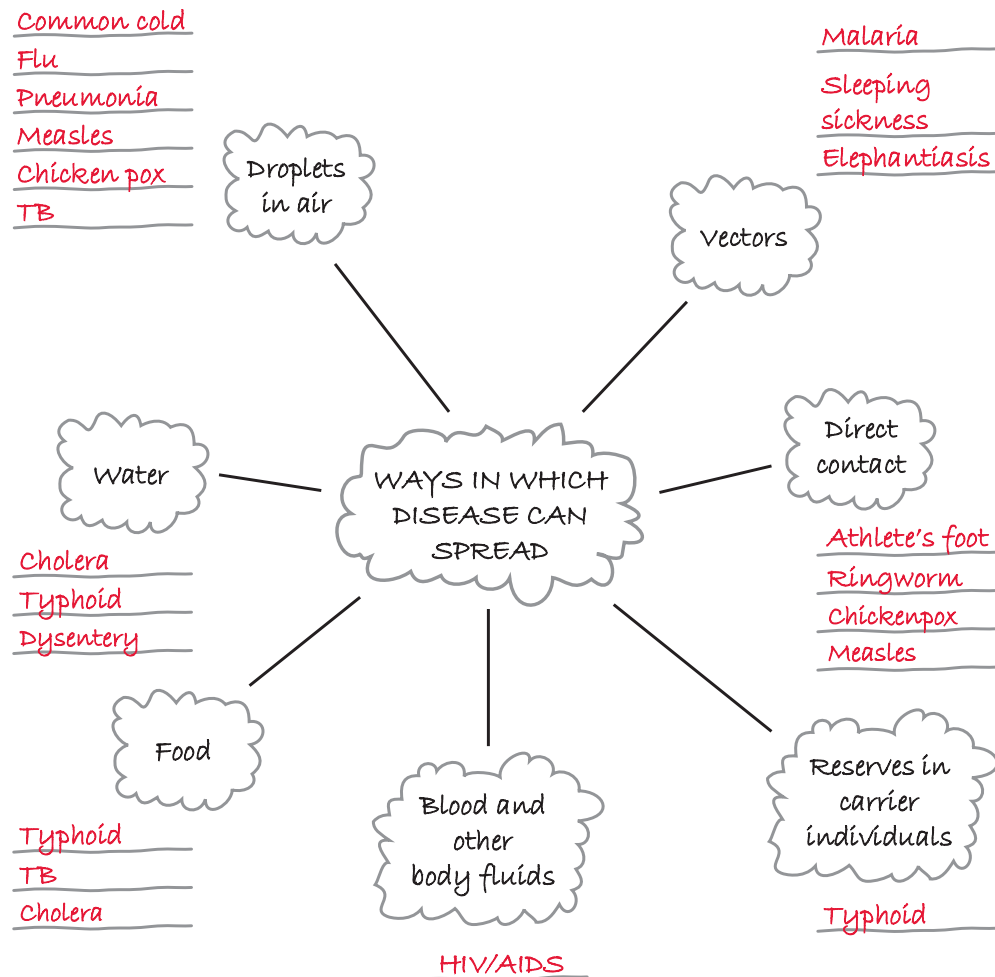 Common cold
Flu
Pneumonia
Measles
Chicken pox
TB
Droplets
in air
Malaria
Sleeping
sickness
Elephantiasis
Vectors
Water
Cholera
Typhoid
Dysentery
WAYS IN WHICH
DISEASE CAN
SPREAD
Direct
contact
Athlete's foot
Ringworm
Chickenpox
Measles
Food
Typhoid
TB
Cholera
Blood and
other
body fluids
HIV/AIDS
Reserves in
carrier
individuals
Typhoid